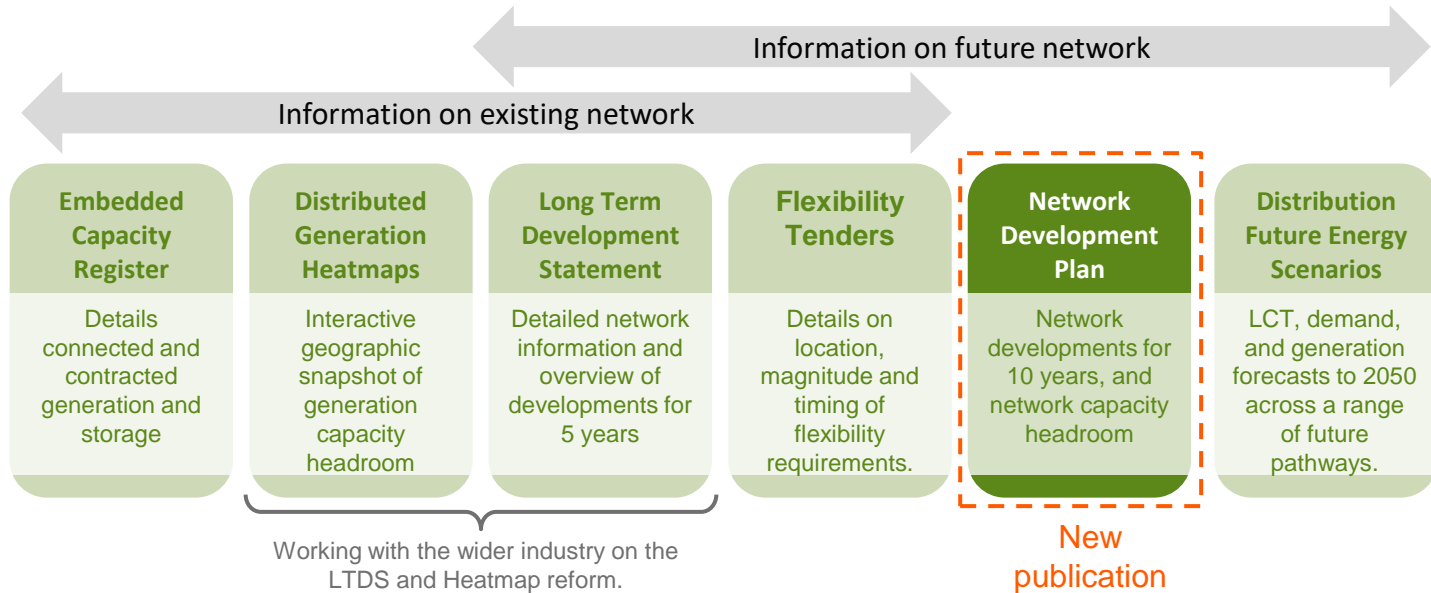 Information on future network
Information on existing network
Embedded
Capacity
Register
Details
connected and
contracted
generation and
storage
Distributed
Generation
Heatmaps
Interactive
geographic
snapshot of
generation
capacity
headroom
Long Term
Development
Statement
Detailed network
information and
overview of
developments for
5 years
Flexibility
Tenders
Details on
location,
magnitude and
timing of
flexibility
requirements.
Network
Development
Plan
Network
developments for
10 years, and
network capacity
headroom
Distribution
Future Energy
Scenarios
LCT, demand,
and generation
forecasts to 2050
across a range
of future
pathways.
Working with the wider industry on the
LTDS and Heatmap reform.
New
publication